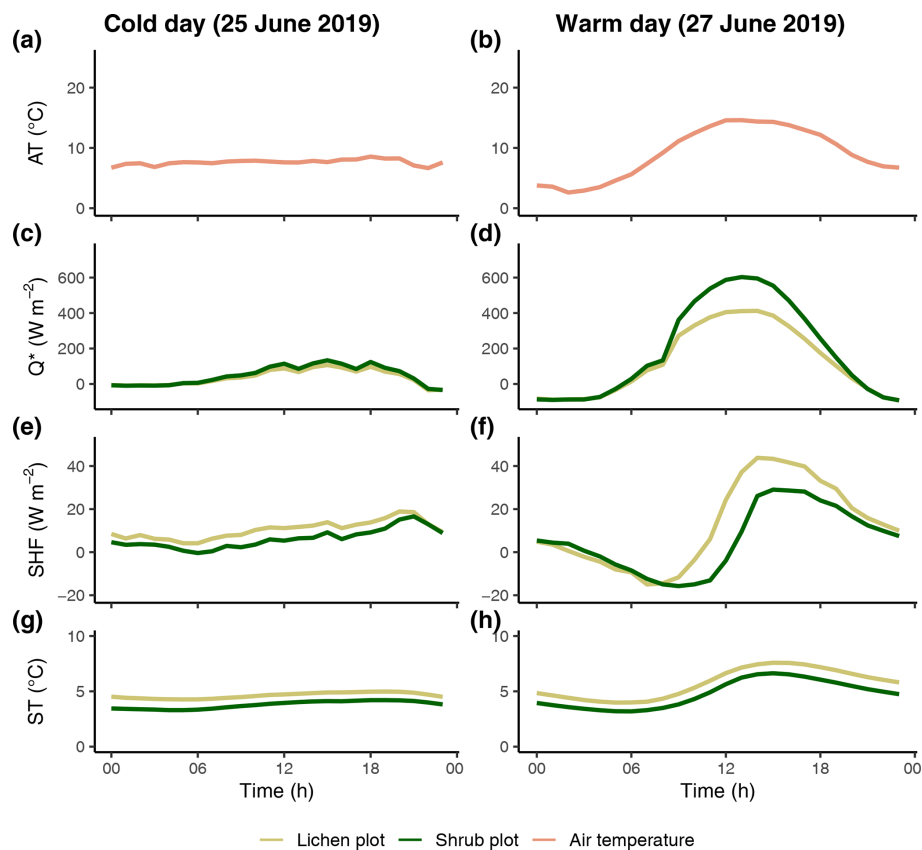 Cold day (25 June 2019)
Warm day (27 June 2019)
(a)
(b)
AT (°C)
20
10
0
20
10
0
(c)
(d)
Q* (W m−2)
600
400
200
0
600
400
200
0
(e)
(f)
SHF (W m−2)
40
20
0
−20
40
20
0
−20
(g)
(h)
ST (°C)
10
5
0
10
5
0
00 06 12 18 00
00 06 12 18 00
Time (h)
Time (h)
Lichen plot Shrub plot Air temperature